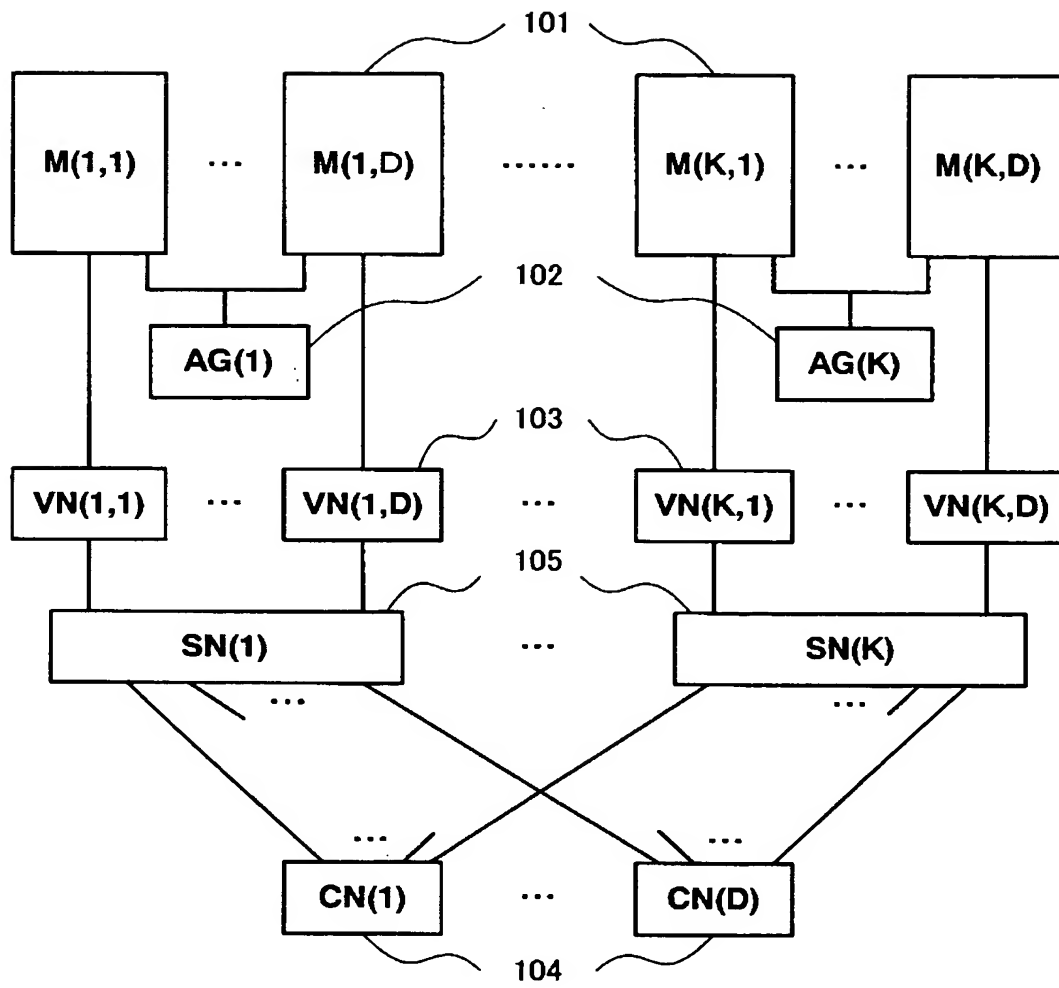 101
M(1,1) ... M(1,D) ...... M(K,1) ... M(K,D)
102
AG(1) AG(K)
103
VN(1,1) ... VN(1,D) ... VN(K,1) ... VN(K,D)
105
SN(1) ... SN(K)
... ...
... ...
CN(1) ... CN(D)
104